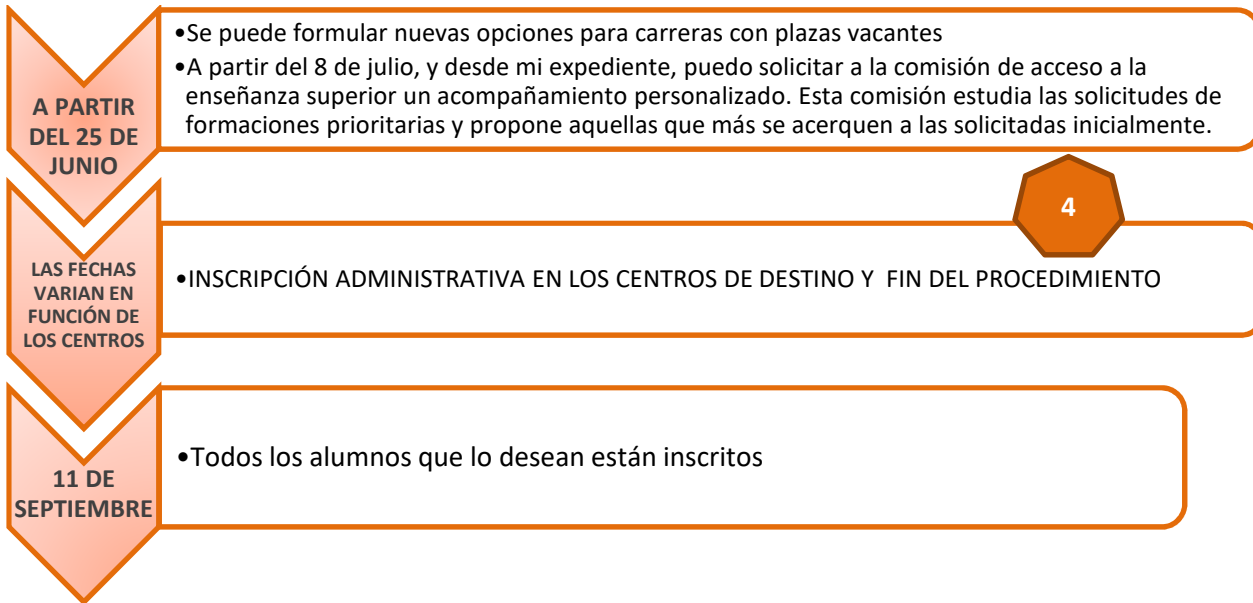 A PARTIR
DEL 25 DE
JUNIO
•Se puede formular nuevas opciones para carreras con plazas vacantes
•A partir del 8 de julio, y desde mi expediente, puedo solicitar a la comisión de acceso a la
enseñanza superior un acompañamiento personalizado. Esta comisión estudia las solicitudes de
formaciones prioritarias y propone aquellas que más se acerquen a las solicitadas inicialmente.
4
LAS FECHAS
VARIAN EN
FUNCIÓN DE
LOS CENTROS
•INSCRIPCIÓN ADMINISTRATIVA EN LOS CENTROS DE DESTINO Y FIN DEL PROCEDIMIENTO
11 DE
SEPTIEMBRE
•Todos los alumnos que lo desean están inscritos